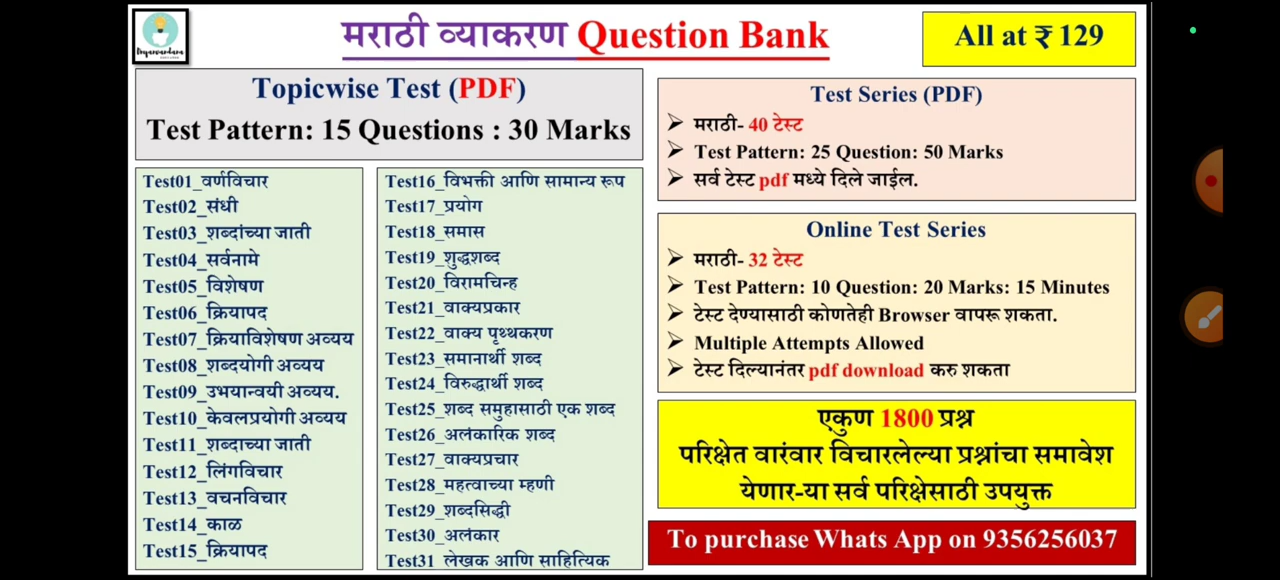 Priyanvandana
मराठी व्याकरण Question Bank
All at ₹ 129
Topicwise Test (PDF)
Test Pattern: 15 Questions : 30 Marks
Test01_वर्णविचार
Test02_संधी
Test03_शब्दांच्या जाती
Test04_सर्वनामे
Test05_विशेषण
Test06_क्रियापद
Test07_क्रियाविशेषण अव्यय
Test08_शब्दयोगी अव्यय
Test09_उभयान्वयी अव्यय.
Test10_केवलप्रयोगी अव्यय
Test11_शब्दाच्या जाती
Test12_लिंगविचार
Test13_वचनविचार
Test14_काळ
Test15_क्रियापद
Test16_विभक्ती आणि सामान्य रूप
Test17_प्रयोग
Test18_समास
Test19_शुद्धशब्द
Test20_विरामचिन्ह
Test21_वाक्यप्रकार
Test22_वाक्य पृथ्थकरण
Test23_समानार्थी शब्द
Test24_विरुद्धार्थी शब्द
Test25_शब्द समुहासाठी एक शब्द
Test26_अलंकारिक शब्द
Test27_वाक्यप्रचार
Test28_महत्वाच्या म्हणी
Test29_शब्दसिद्धी
Test30_अलंकार
Test31_लेखक आणि साहित्यिक
Test Series (PDF)
मराठी- 40 टेस्ट
Test Pattern: 25 Question: 50 Marks
सर्व टेस्ट pdf मध्ये दिले जाईल.
Online Test Series
मराठी- 32 टेस्ट
Test Pattern: 10 Question: 20 Marks: 15 Minutes
टेस्ट देण्यासाठी कोणतेही Browser वापरू शकता.
Multiple Attempts Allowed
टेस्ट दिल्यानंतर pdf download करु शकता
एकुण 1800 प्रश्न
परिक्षेत वारंवार विचारलेल्या प्रश्नांचा समावेश
येणार-या सर्व परिक्षेसाठी उपयुक्त
To purchase Whats App on 9356256037